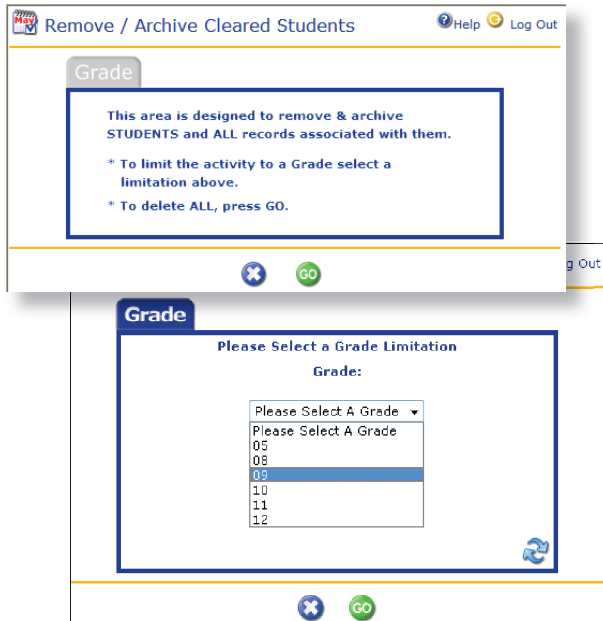 May
Remove / Archive Cleared Students
Help Log Out
Grade
This area is designed to remove & archive
STUDENTS and ALL records associated with them.
* To limit the activity to a Grade select a
limitation above.
* To delete ALL, press GO.
GO
g Out
Grade
Please Select a Grade Limitation
Grade:
Please Select A Grade
Please Select A Grade
05
08
09
10
11
12
GO